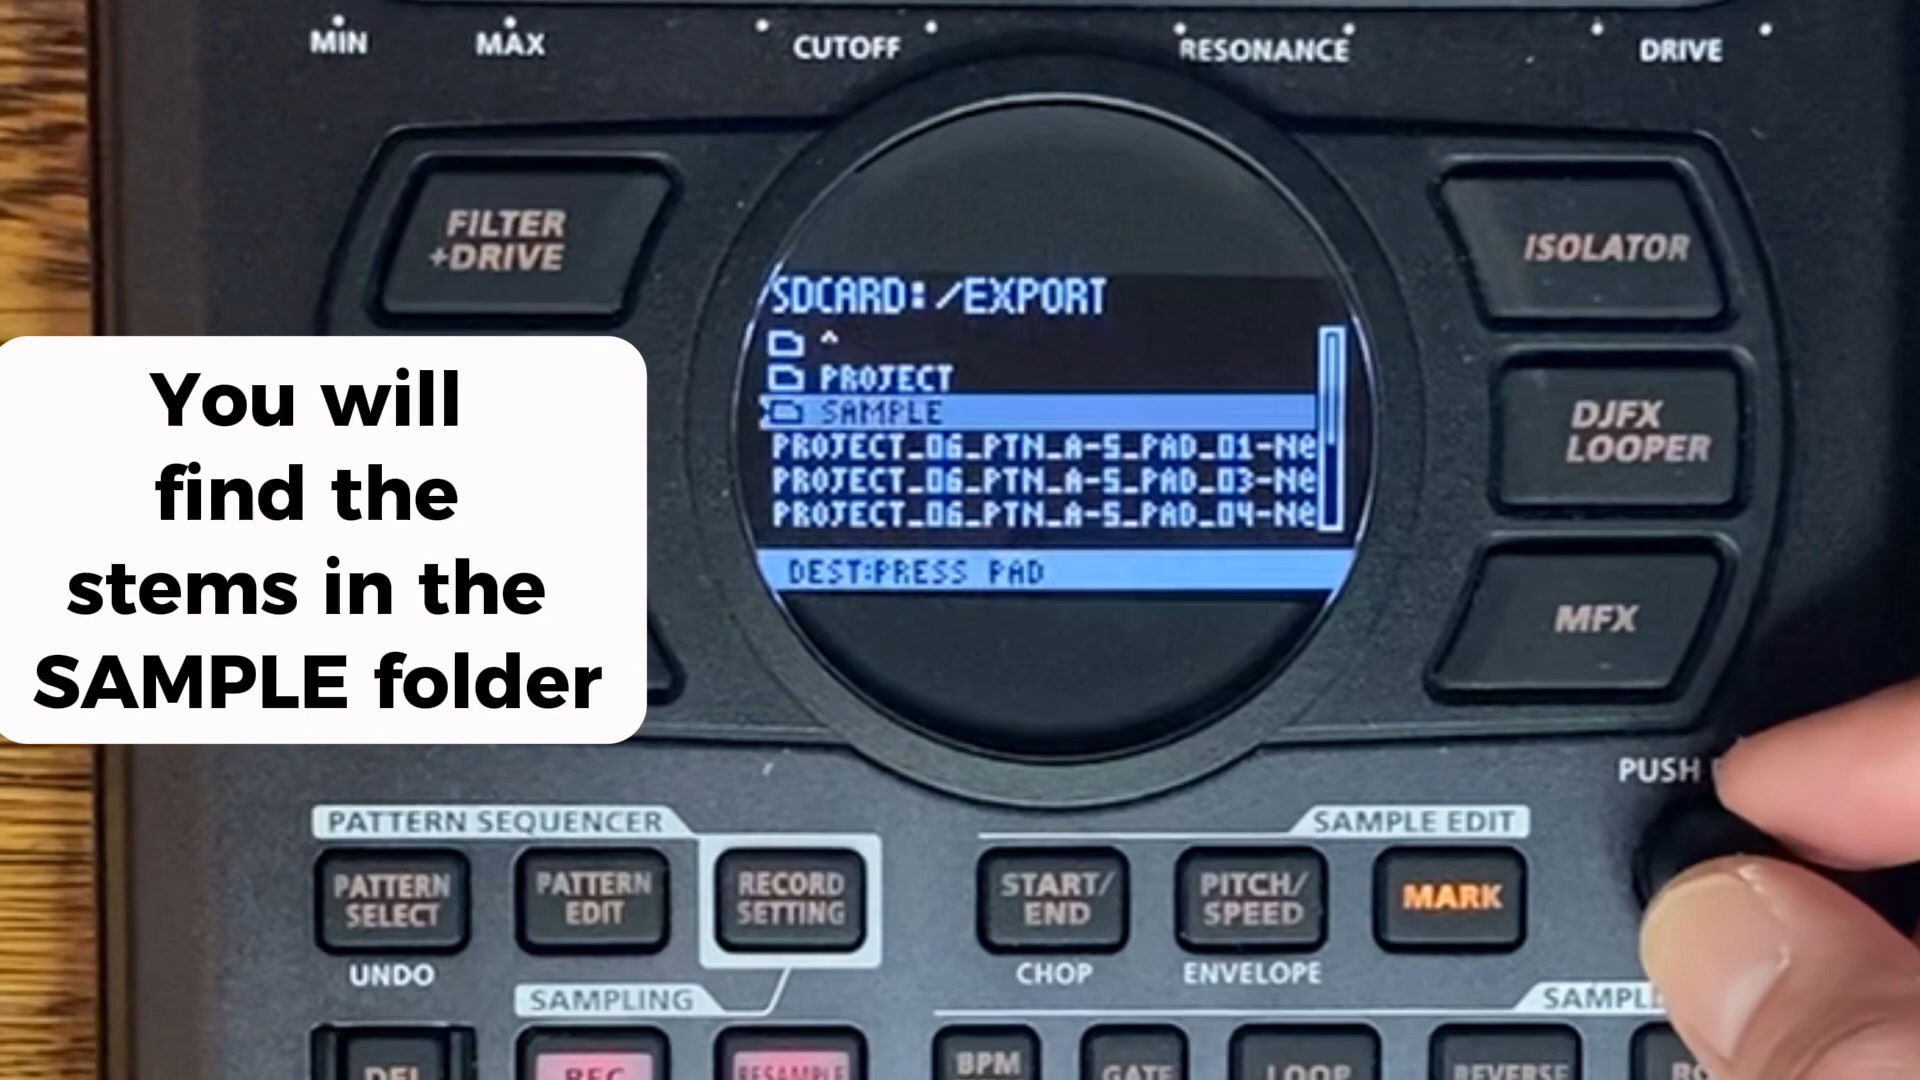 MIN
MAX
CUTOFF
RESONANCE
DRIVE
FILTER
+DRIVE
ISOLATOR
SDCARD:/EXPORT
^
PROJECT
SAMPLE
PROJECT_06_PTN_A-5_PAD_01-Ne
PROJECT_06_PTN_A-5_PAD_03-Ne
PROJECT_06_PTN_A-5_PAD_04-Ne
DEST:PRESS PAD
DJFX
LOOPER
MFX
You will
find the
stems in the
SAMPLE folder
PUSH
PATTERN SEQUENCER
SAMPLE EDIT
PATTERN
SELECT
PATTERN
EDIT
RECORD
SETTING
START/
END
PITCH/
SPEED
MARK
UNDO
CHOP
ENVELOPE
SAMPLING
DEL
REC
RESAMPLE
BPM
GATE
LOOP
REVERSE